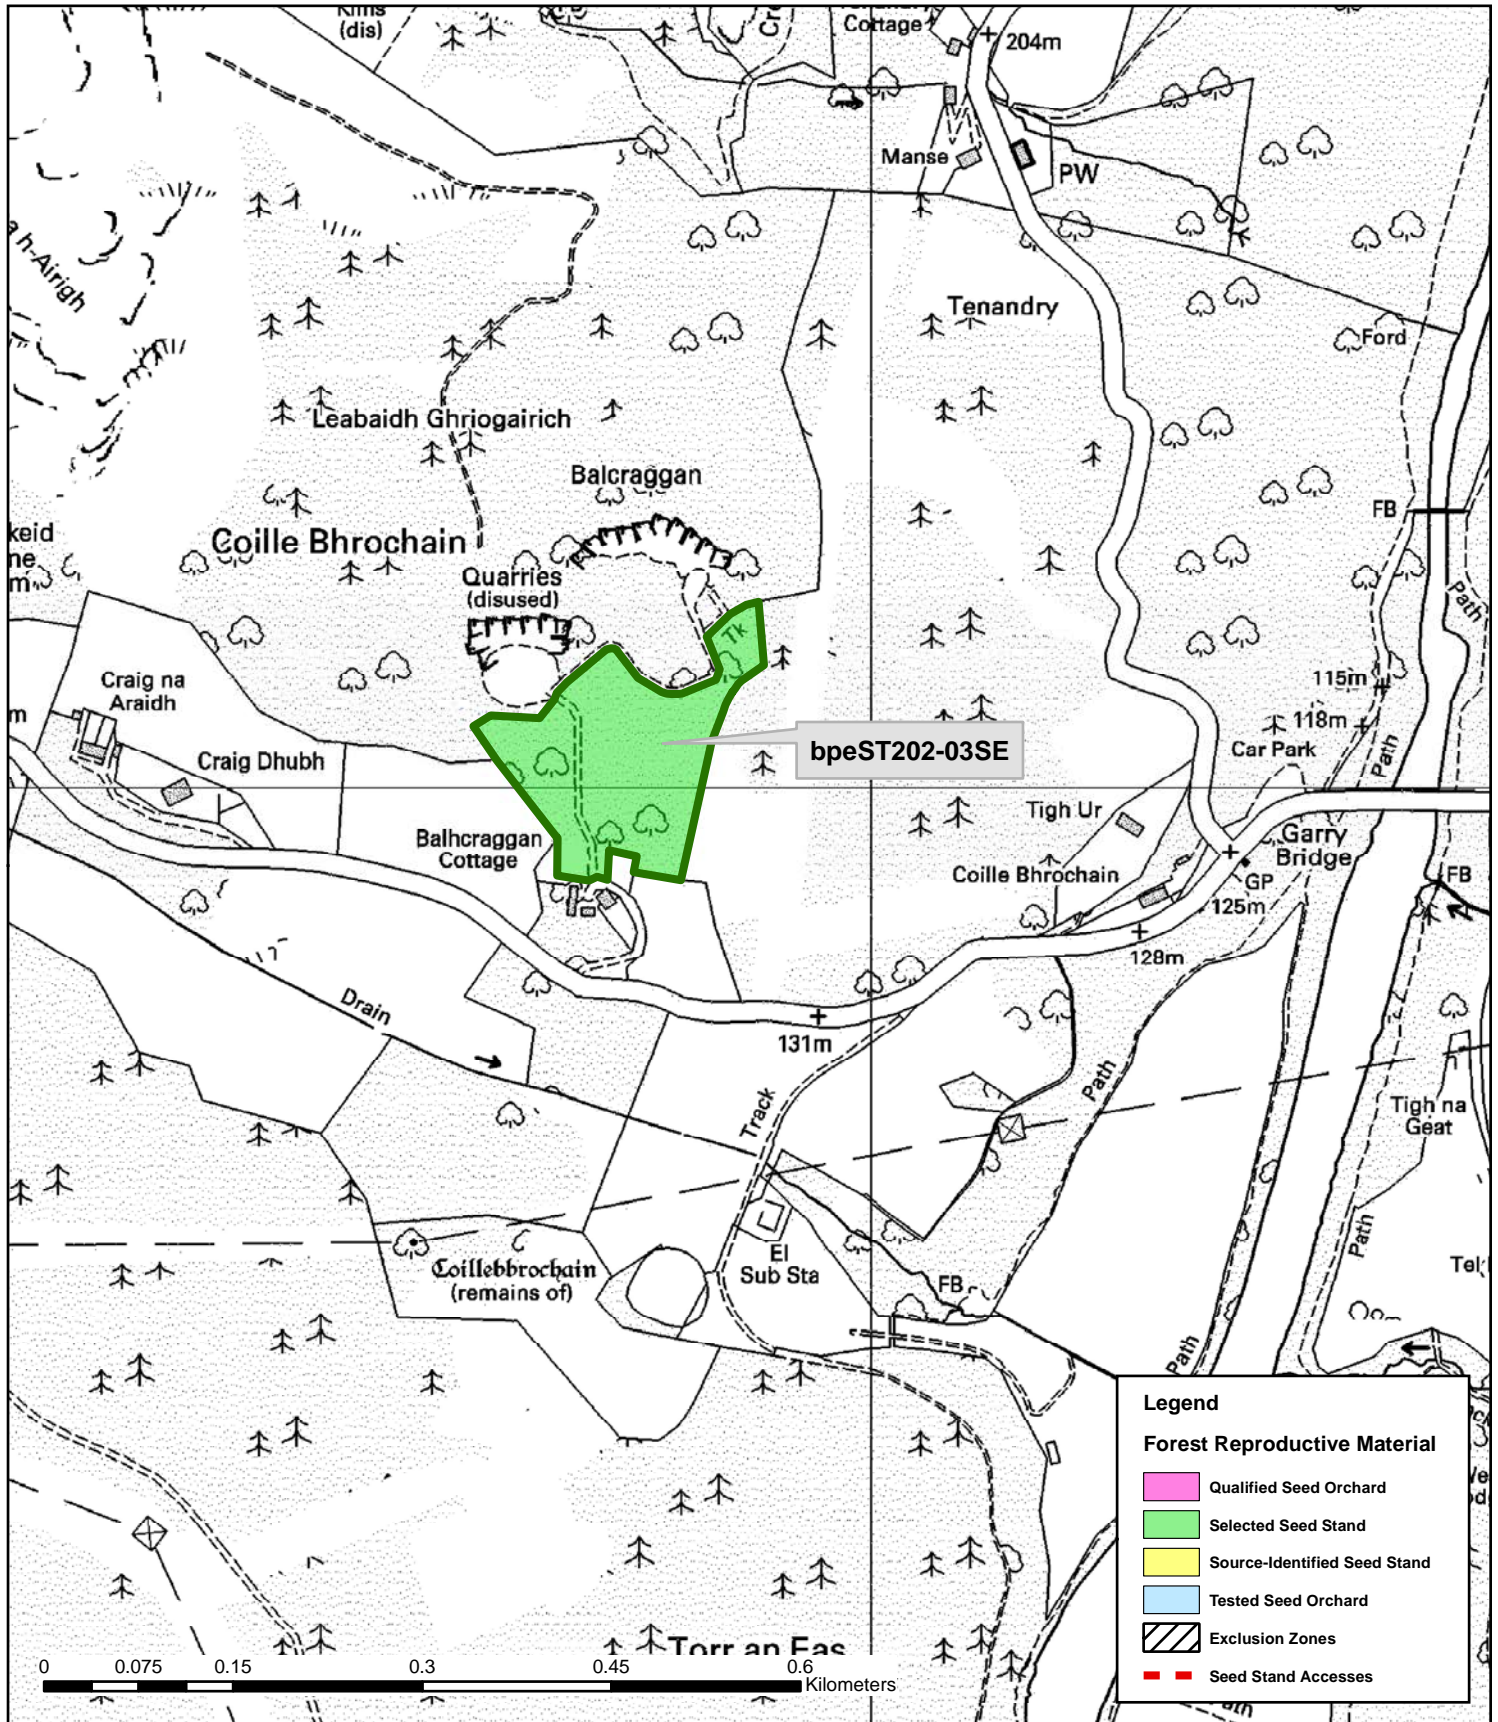 (dis)
Cottage
204m
Manse
PW
h-Airigh
Tenandry
Ford
Leabaidh Ghriogairich
Balcraggan
FB
Coille Bhrochain
Quarries
(disused)
Path
Tk
Craig na
Araidh
115m
118m
Path
bpeST202-03SE
Car Park
Craig Dhubh
Tigh Ur
Balhcraggan
Cottage
Garry
Bridge
Coille Bhrochain
GP
FB
125m
128m
Drain
131m
Track
Path
Tigh na
Geat
Path
El
Sub Sta
Coillebbrochain
(remains of)
FB
Path
Legend
Forest Reproductive Material
Qualified Seed Orchard
Selected Seed Stand
Source-Identified Seed Stand
Tested Seed Orchard
Exclusion Zones
Seed Stand Accesses
Torr an Eas
0 0.075 0.15 0.3 0.45 0.6
Kilometers